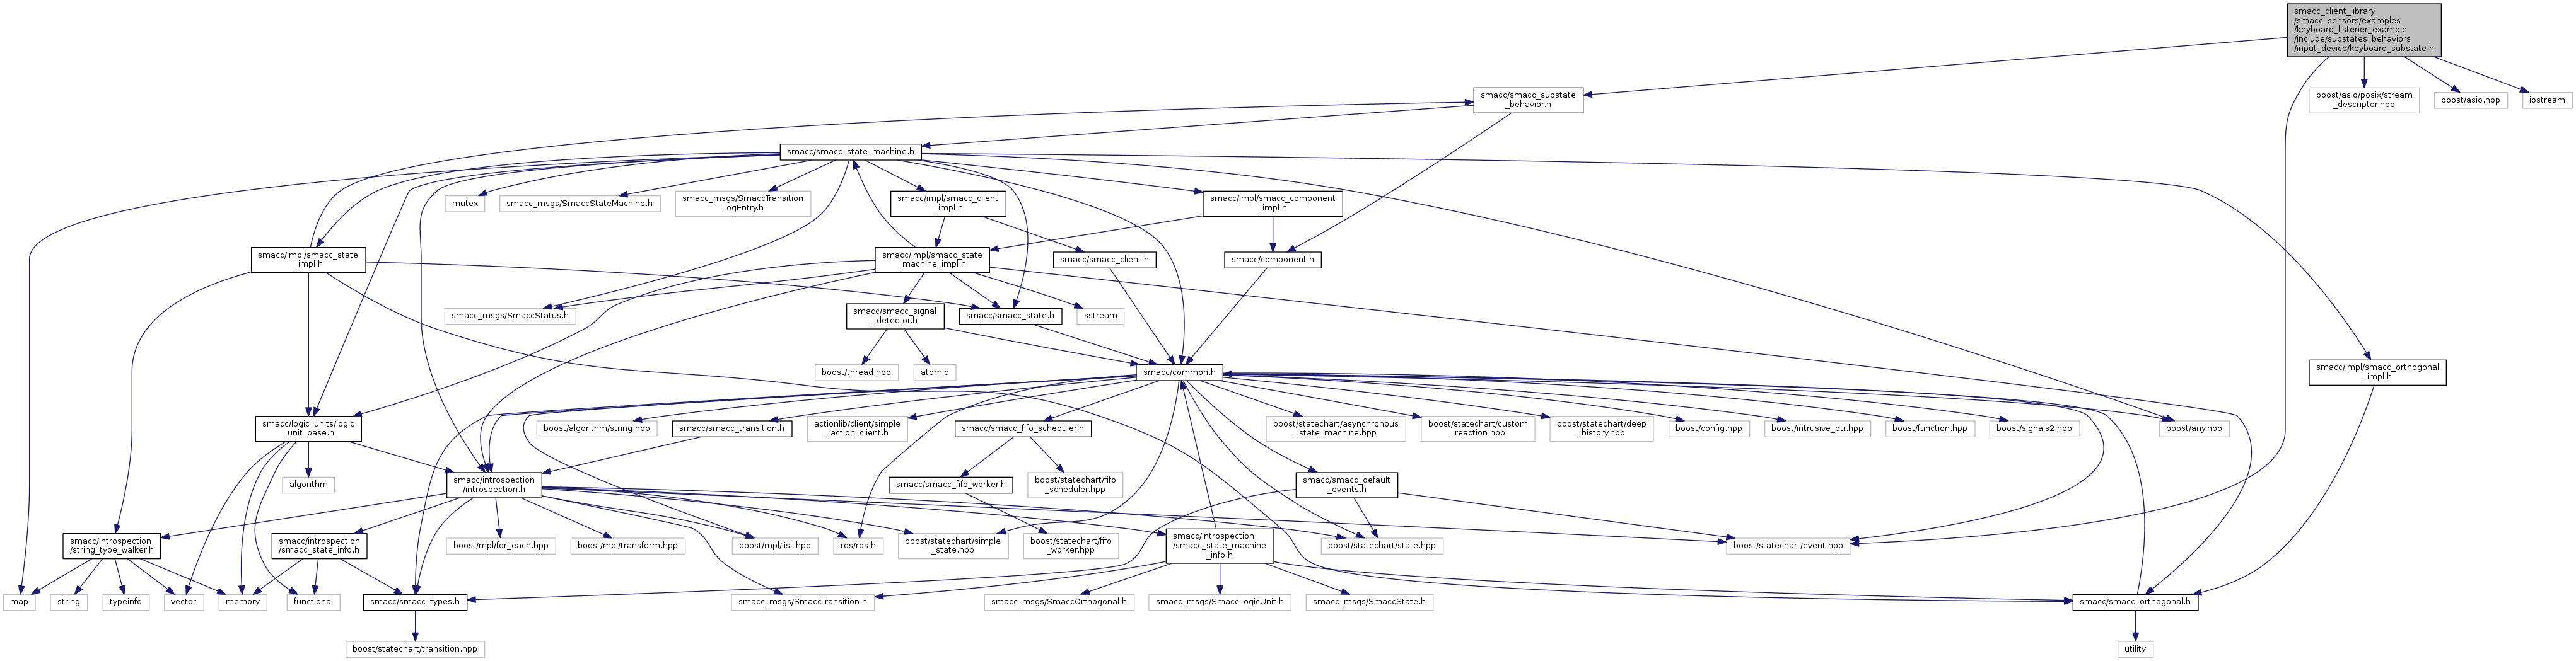 smacc_client_library
/smacc_sensors/examples
/keyboard_listener_example
/include/substates_behaviors
/input_device/keyboard_substate.h
smacc/smacc_substate
_behavior.h
boost/asio/posix/stream
_descriptor.hpp
boost/asio.hpp
iostream
smacc/smacc_state_machine.h
mutex
smacc_msgs/SmaccStateMachine.h
smacc_msgs/SmaccTransition
LogEntry.h
smacc/impl/smacc_client
_impl.h
smacc/impl/smacc_component
_impl.h
smacc/impl/smacc_state
_impl.h
smacc/impl/smacc_state
_machine_impl.h
smacc/smacc_client.h
smacc/component.h
smacc_msgs/SmaccStatus.h
smacc/smacc_signal
_detector.h
smacc/smacc_state.h
sstream
boost/thread.hpp
atomic
smacc/common.h
smacc/impl/smacc_orthogonal
_impl.h
smacc/logic_units/logic
_unit_base.h
boost/algorithm/string.hpp
smacc/smacc_transition.h
actionlib/client/simple
_action_client.h
smacc/smacc_fifo_scheduler.h
boost/statechart/asynchronous
_state_machine.hpp
boost/statechart/custom
_reaction.hpp
boost/statechart/deep
_history.hpp
boost/config.hpp
boost/intrusive_ptr.hpp
boost/function.hpp
boost/signals2.hpp
boost/any.hpp
algorithm
smacc/introspection
/introspection.h
smacc/smacc_fifo_worker.h
boost/statechart/fifo
_scheduler.hpp
smacc/smacc_default
_events.h
smacc/introspection
/string_type_walker.h
smacc/introspection
/smacc_state_info.h
boost/mpl/for_each.hpp
boost/mpl/transform.hpp
boost/mpl/list.hpp
ros/ros.h
boost/statechart/simple
_state.hpp
boost/statechart/fifo
_worker.hpp
smacc/introspection
/smacc_state_machine
_info.h
boost/statechart/state.hpp
boost/statechart/event.hpp
map
string
typeinfo
vector
memory
functional
smacc/smacc_types.h
smacc_msgs/SmaccTransition.h
smacc_msgs/SmaccOrthogonal.h
smacc_msgs/SmaccLogicUnit.h
smacc_msgs/SmaccState.h
smacc/smacc_orthogonal.h
boost/statechart/transition.hpp
utility